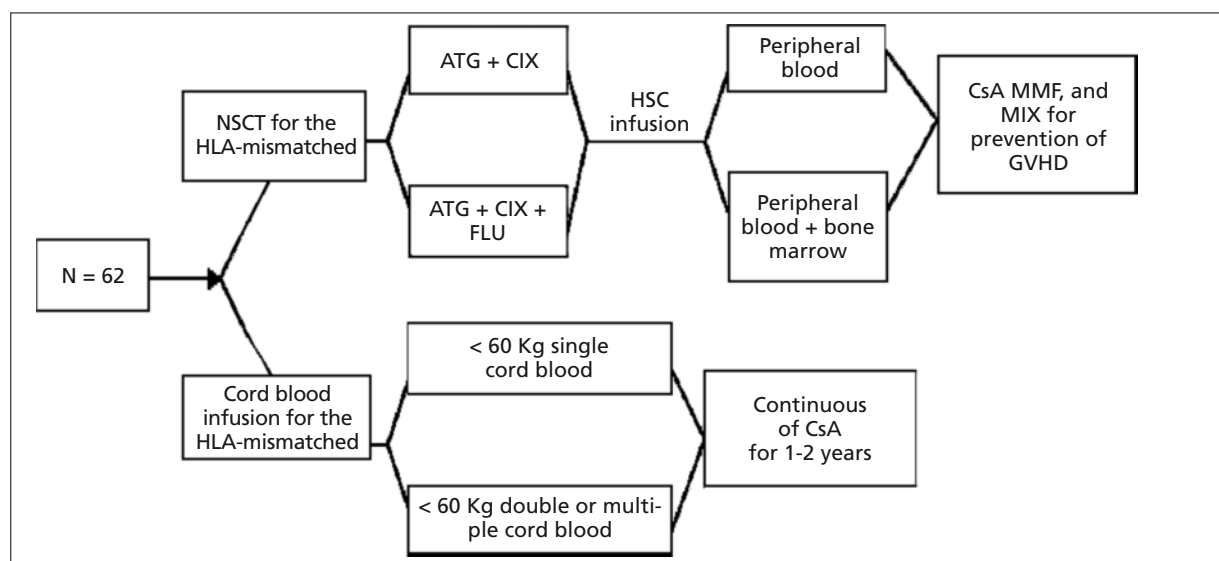 N = 62
NSCT for the
HLA-mismatched
ATG + CIX
ATG + CIX +
FLU
HSC
infusion
Peripheral
blood
Peripheral
blood + bone
marrow
CsA MMF, and
MIX for
prevention of
GVHD
Cord blood
infusion for the
HLA-mismatched
< 60 Kg single
cord blood
< 60 Kg double or multi-
ple cord blood
Continuous
of CsA
for 1-2 years